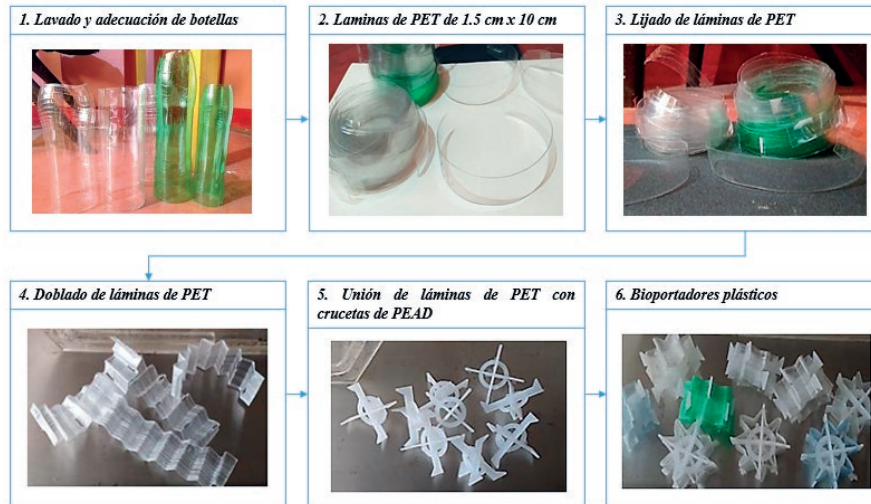 1. Lavado y adecuación de botellas
2. Laminas de PET de 1.5 cm x 10 cm
3. Lijado de láminas de PET
4. Doblado de láminas de PET
5. Unión de láminas de PET con
crucetas de PEAD
6. Bioportadores plásticos